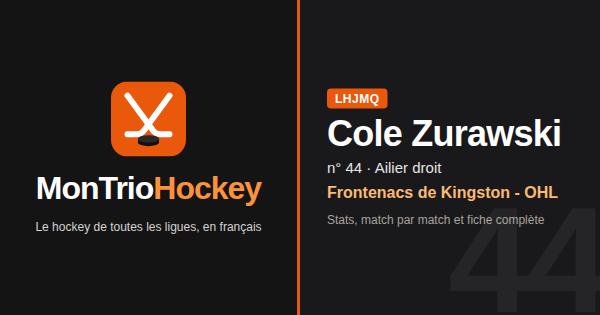 MonTrioHockey
Le hockey de toutes les ligues, en français
LHJMQ
Cole Zurawski
n° 44 · Ailier droit
Frontenacs de Kingston - OHL
Stats, match par match et fiche complète
44